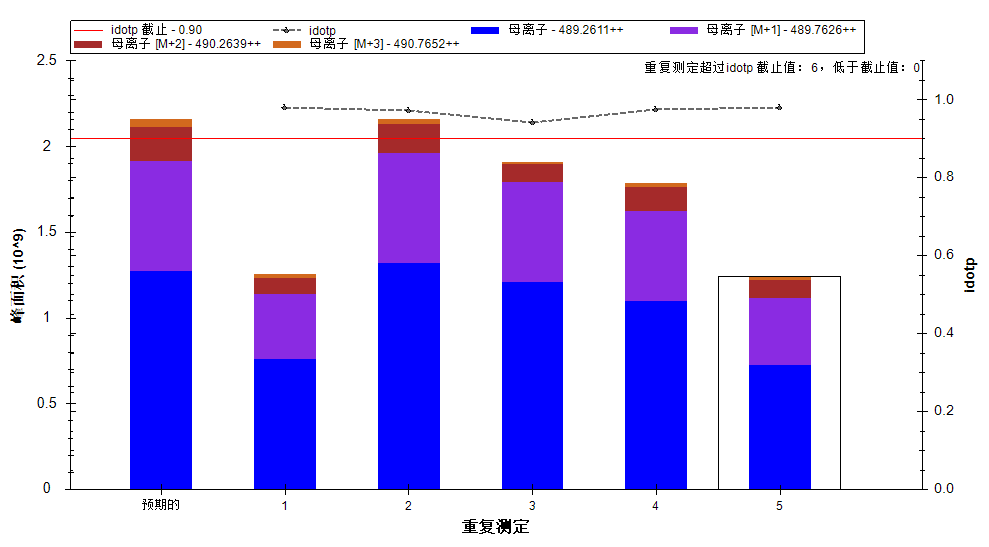 idotp 截止 - 0.90 idotp 母离子 - 489.2611++ 母离子 [M+1] - 489.7626++
母离子 [M+2] - 490.2639++ 母离子 [M+3] - 490.7652++
重复测定超过idotp 截止值：6，低于截止值：0
2.5
2
1.5
1
0.5
0
峰面积 (10^9)
1.0
0.8
0.6
0.4
0.2
0.0
idotp
预期的 1 2 3 4 5
重复测定